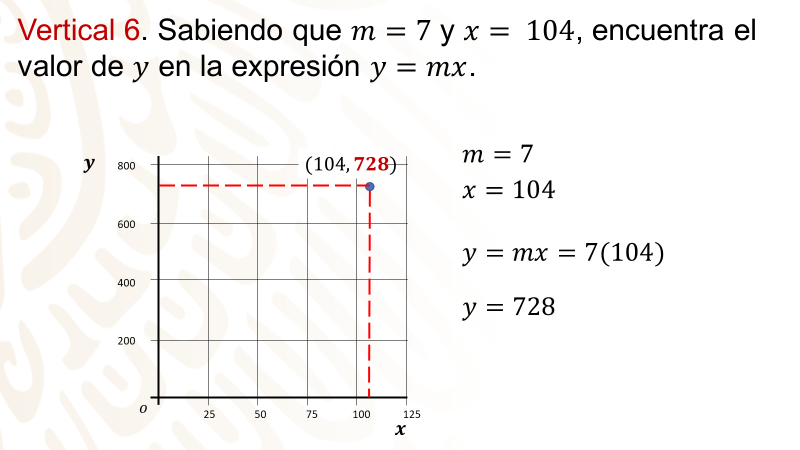 Vertical 6. Sabiendo que m = 7 y x = 104, encuentra el
valor de y en la expresión y = mx.
y
800
(104, 728)
600
400
200
O
25 50 75 100 125
x
m = 7
x = 104
y = mx = 7(104)
y = 728